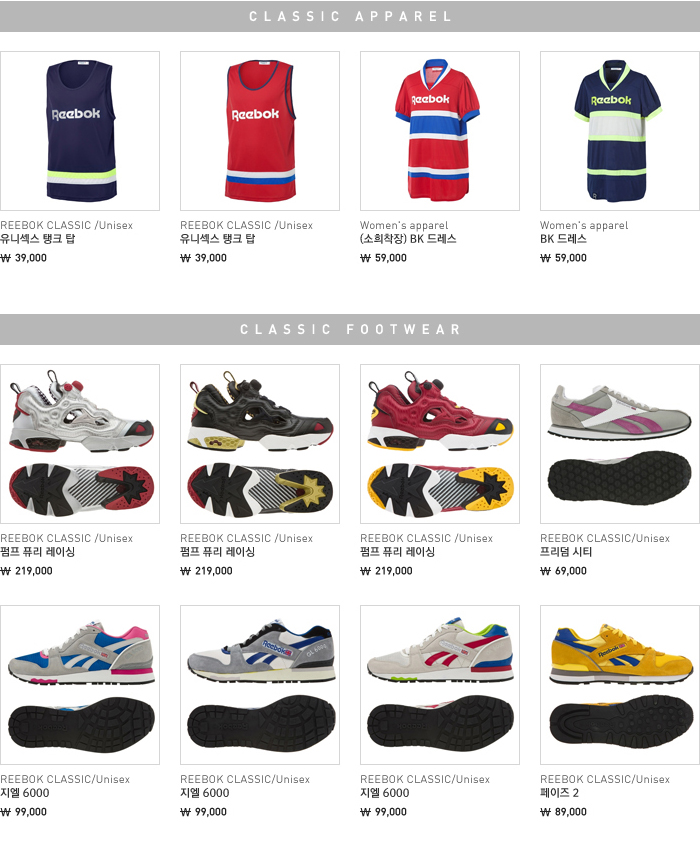 CLASSIC APPAREL
Reebok
Reebok
Reebok
Reebok
REEBOK CLASSIC /Unisex
유니섹스 탱크 탑
₩ 39,000
REEBOK CLASSIC /Unisex
유니섹스 탱크 탑
₩ 39,000
Women's apparel
(소희착장) BK 드레스
₩ 59,000
Women's apparel
BK 드레스
₩ 59,000
CLASSIC FOOTWEAR
REEBOK CLASSIC /Unisex
펌프 퓨리 레이싱
₩ 219,000
REEBOK CLASSIC /Unisex
펌프 퓨리 레이싱
₩ 219,000
REEBOK CLASSIC /Unisex
펌프 퓨리 레이싱
₩ 219,000
REEBOK CLASSIC/Unisex
프리덤 시티
₩ 69,000
Reebok
GL 6000
Reebok
REEBOK CLASSIC/Unisex
지엘 6000
₩ 99,000
REEBOK CLASSIC/Unisex
지엘 6000
₩ 99,000
REEBOK CLASSIC/Unisex
지엘 6000
₩ 99,000
REEBOK CLASSIC/Unisex
페이즈 2
₩ 89,000